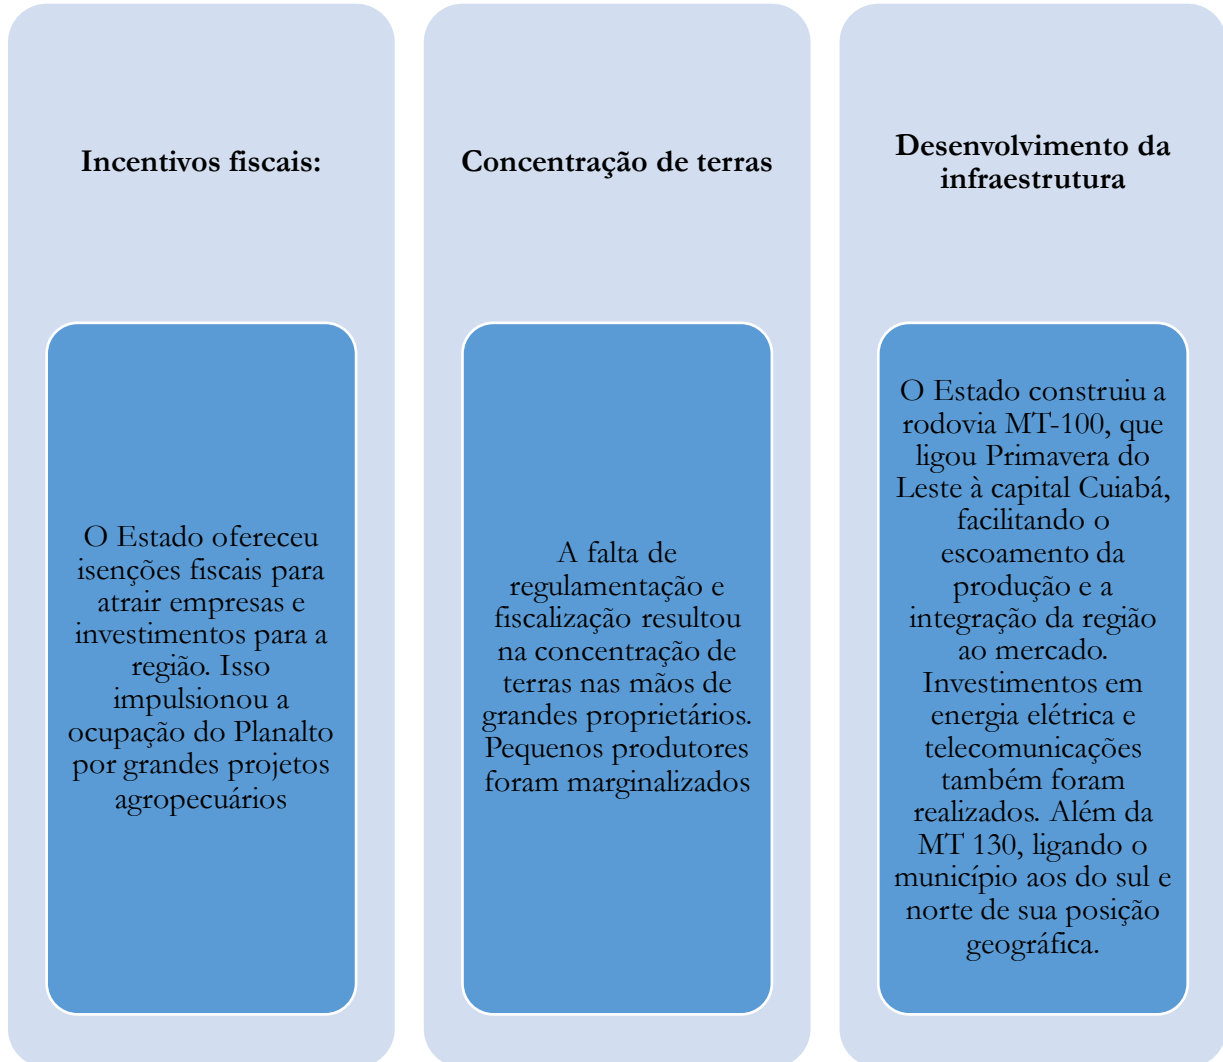 Incentivos fiscais:
O Estado ofereceu
isenções fiscais para
atrair empresas e
investimentos para a
região. Isso
impulsionou a
ocupação do Planalto
por grandes projetos
agropecuários
Concentração de terras
A falta de
regulamentação e
fiscalização resultou
na concentração de
terras nas mãos de
grandes proprietários.
Pequenos produtores
foram marginalizados
Desenvolvimento da
infraestrutura
O Estado construiu a
rodovia MT-100, que
ligou Primavera do
Leste à capital Cuiabá,
facilitando o
escoamento da
produção e a
integração da região
ao mercado.
Investimentos em
energia elétrica e
telecomunicações
também foram
realizados. Além da
MT 130, ligando o
município aos do sul e
norte de sua posição
geográfica.